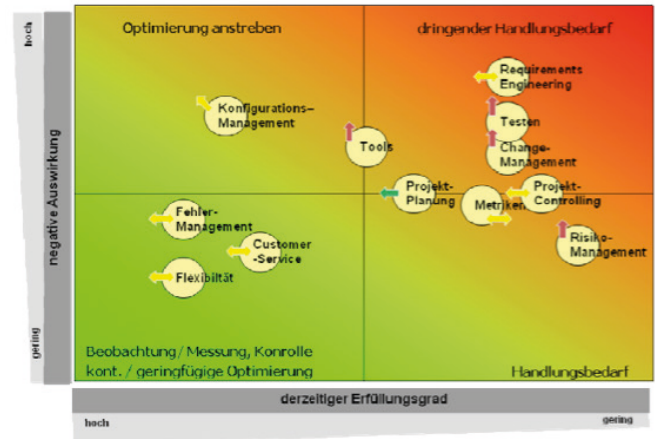 hoch
negative Auswirkung
gering
Optimierung anstreben
dringender Handlungsbedarf
Requirements
Engineering
Konfigurations–
Management
Testen
Tools
Change-
Management
Projekt-
Planung
Metriken
Projekt-
Controlling
Fehler-
Management
Customer
-Service
Risiko-
Management
Flexibiltät
Beobachtung/ Messung, Konrolle
kont. / geringfügige Optimierung
Handlungsbedarf
derzeitiger Erfüllungsgrad
hoch
gering